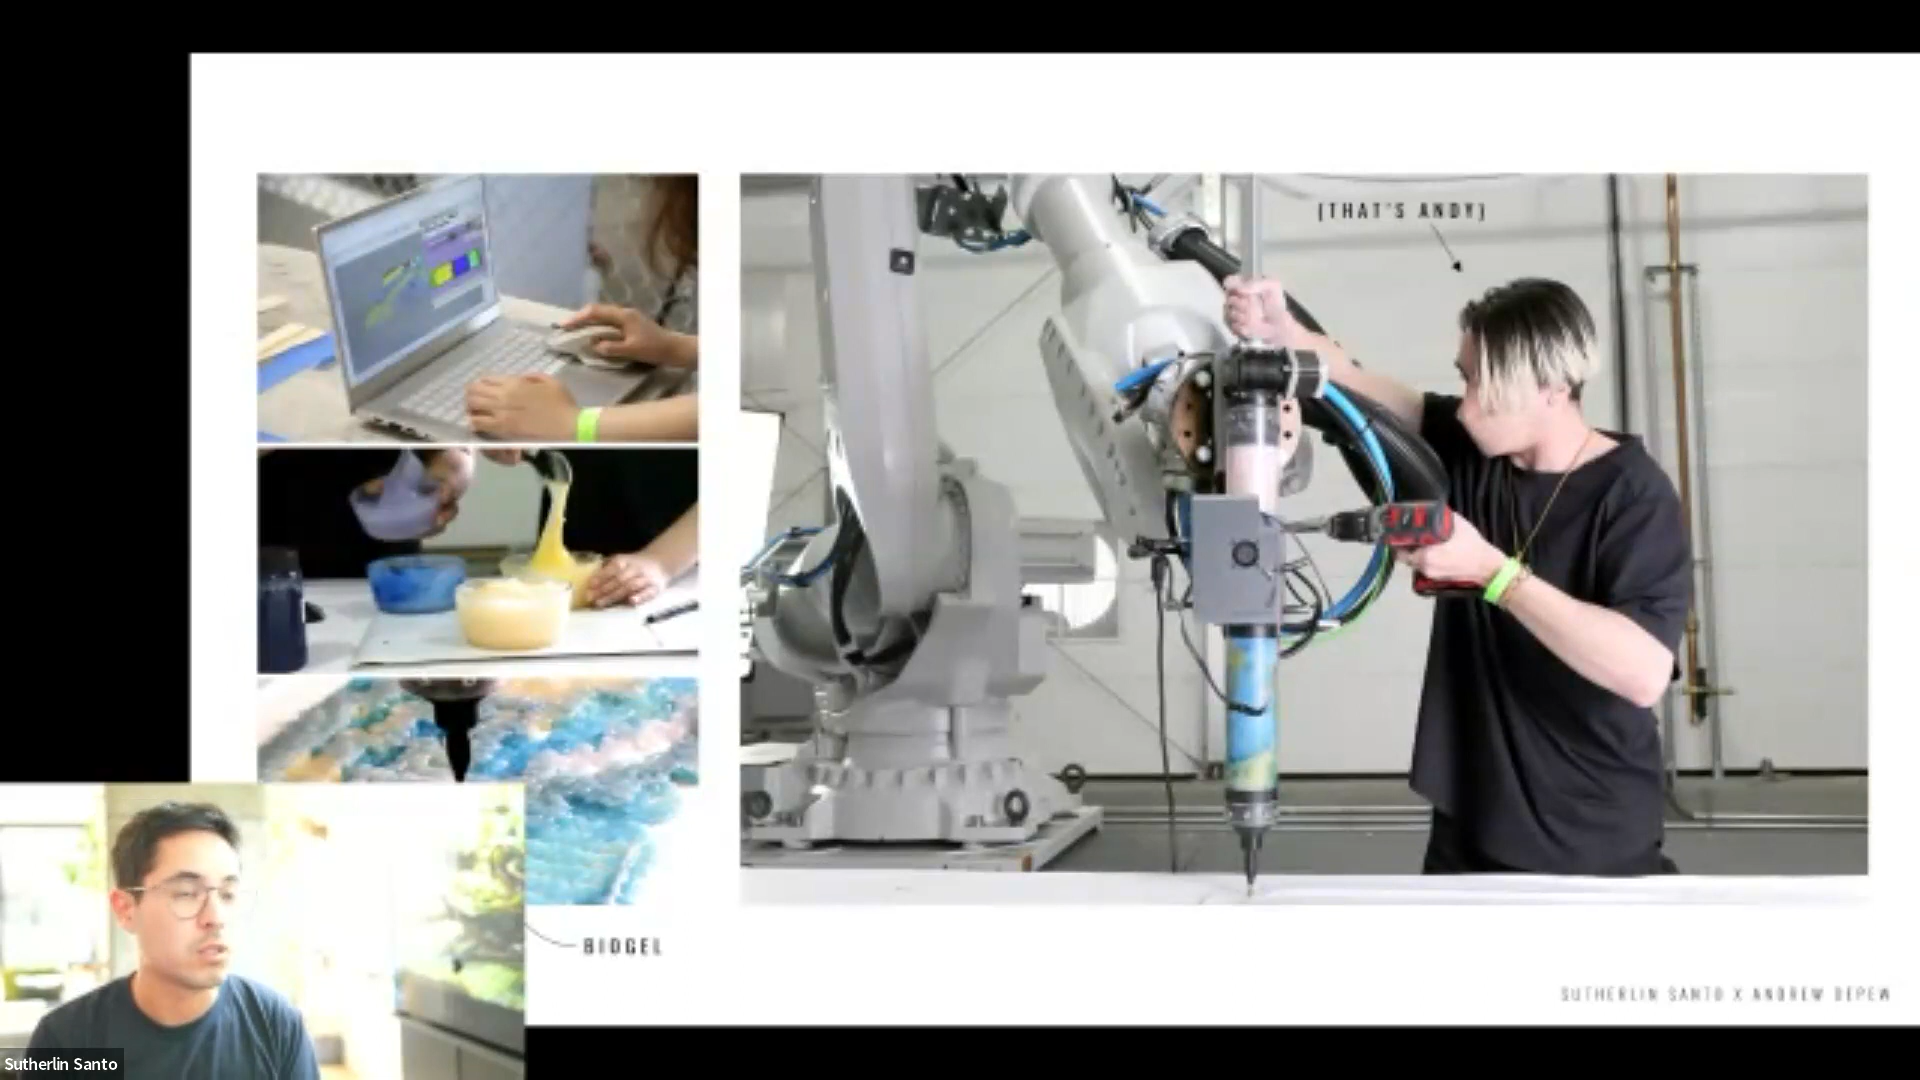 (THAT'S ANDY)
BIOGEL
SUTHERLIN SANTO X ANDREW DEPEW
Sutherlin Santo